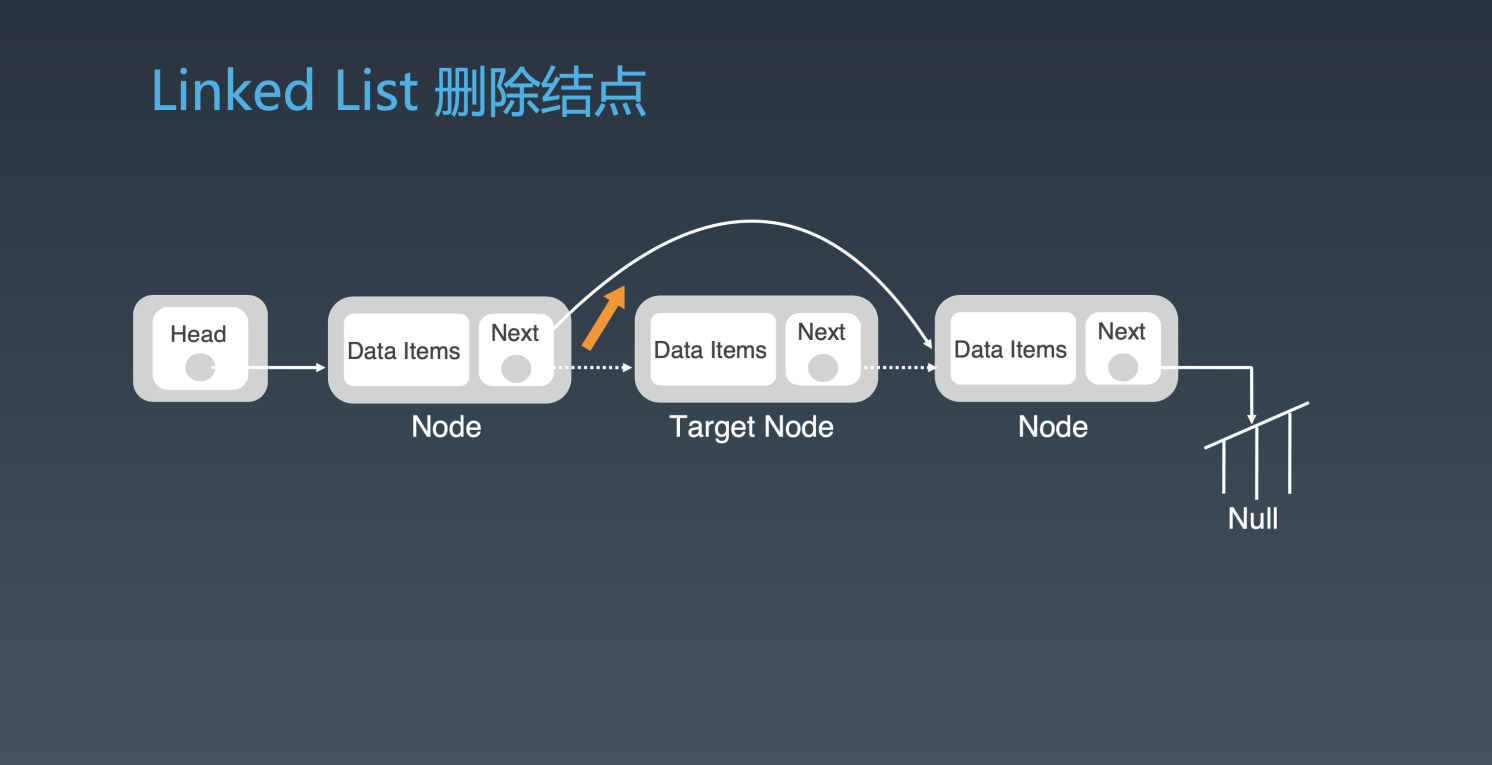 Linked List 删除结点
Head
Data Items
Next
Node
Data Items
Next
Target Node
Data Items
Next
Node
Null